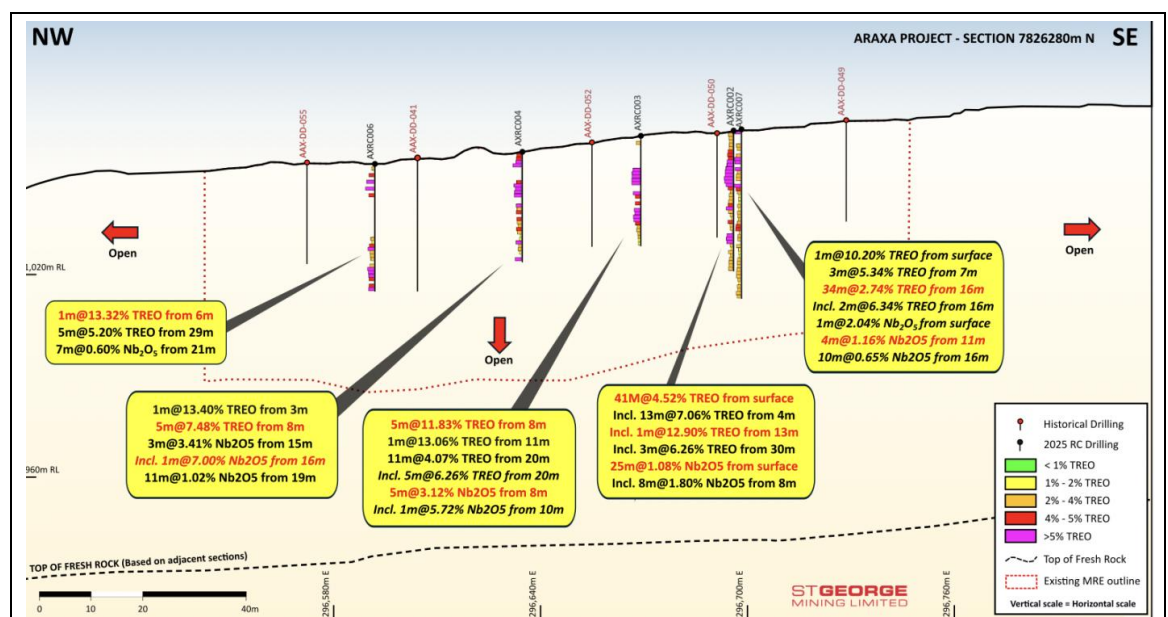 NW
ARAXA PROJECT - SECTION 7826280m N
SE
AAX-DD-055
AXRC006
AAX-DD-041
AXRC004
AAX-DD-052
AXRC003
AAX-DD-050
AXRC002
AXRC007
AAX-DD-049
Open
Open
Open
1,020m RL
960m RL
1m@13.32% TREO from 6m
5m@5.20% TREO from 29m
7m@0.60% Nb₂O₅ from 21m
1m@13.40% TREO from 3m
5m@7.48% TREO from 8m
3m@3.41% Nb2O5 from 15m
Incl. 1m@7.00% Nb2O5 from 16m
11m@1.02% Nb2O5 from 19m
5m@11.83% TREO from 8m
1m@13.06% TREO from 11m
11m@4.07% TREO from 20m
Incl. 5m@6.26% TREO from 20m
5m@3.12% Nb2O5 from 8m
Incl. 1m@5.72% Nb2O5 from 10m
41M@4.52% TREO from surface
Incl. 13m@7.06% TREO from 4m
Incl. 1m@12.90% TREO from 13m
Incl. 3m@6.26% TREO from 30m
25m@1.08% Nb2O5 from surface
Incl. 8m@1.80% Nb2O5 from 8m
1m@10.20% TREO from surface
3m@5.34% TREO from 7m
34m@2.74% TREO from 16m
Incl. 2m@6.34% TREO from 16m
1m@2.04% Nb₂O₅ from surface
4m@1.16% Nb2O5 from 11m
10m@0.65% Nb2O5 from 16m
Historical Drilling
2025 RC Drilling
< 1% TREO
1% - 2% TREO
2% - 4% TREO
4% - 5% TREO
>5% TREO
Top of Fresh Rock
Existing MRE outline
Vertical scale = Horizontal scale
TOP OF FRESH ROCK (Based on adjacent sections)
0 20 40m
296,580m E
296,640m E
296,700m E
296,760m E
STGEORGE
MINING LIMITED